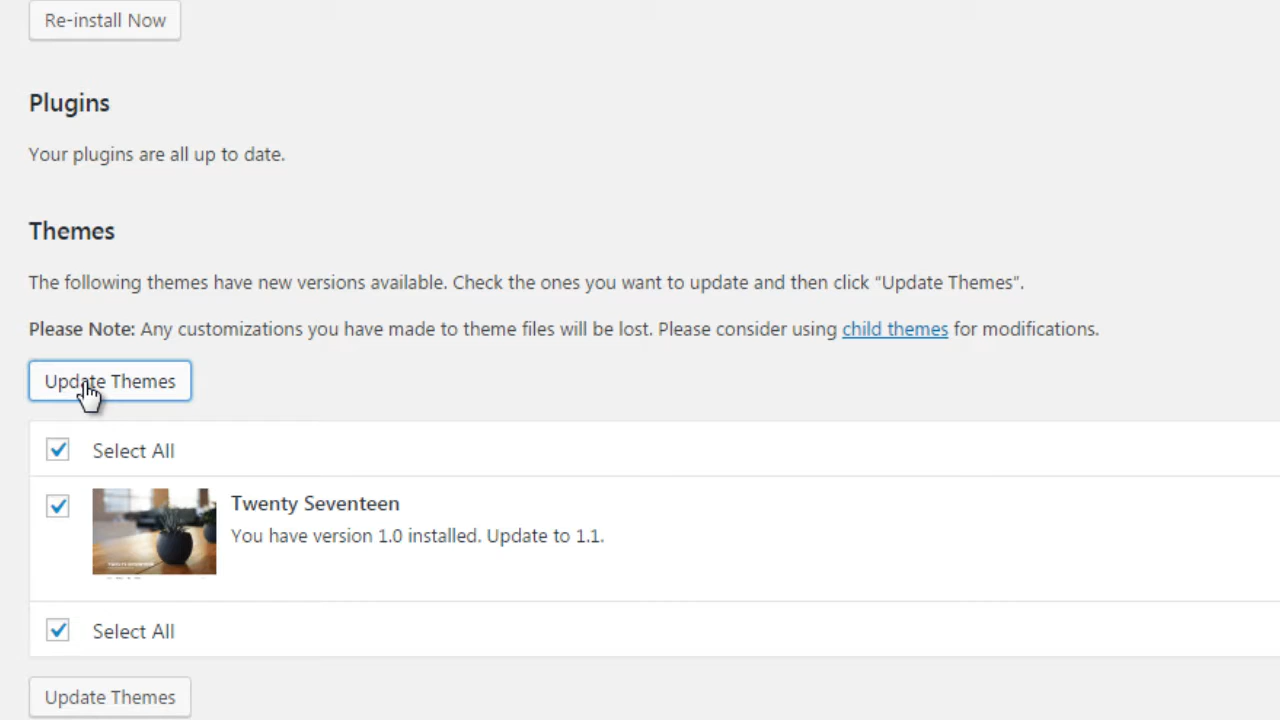 Re-install Now
Plugins
Your plugins are all up to date.
Themes
The following themes have new versions available. Check the ones you want to update and then click “Update Themes”.
Please Note: Any customizations you have made to theme files will be lost. Please consider using child themes for modifications.
Update Themes
Select All
Twenty Seventeen
You have version 1.0 installed. Update to 1.1.
Select All
Update Themes